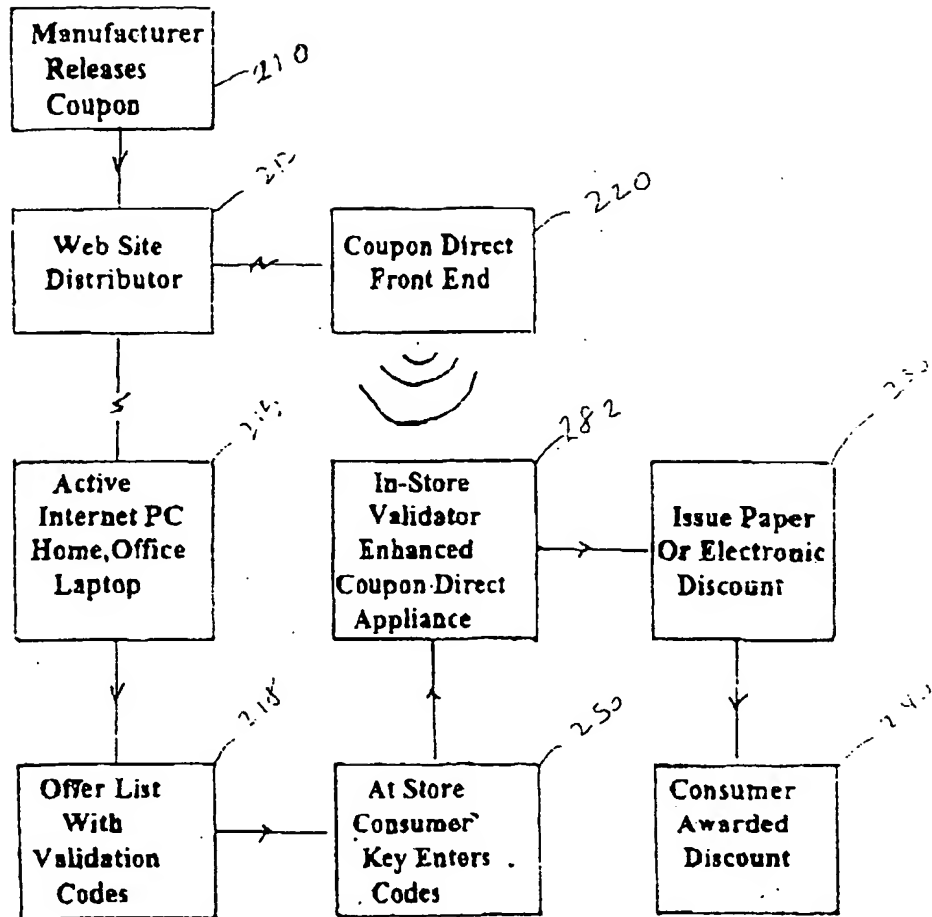 Manufacturer
Releases
Coupon
210
Web Site
Distributor
Coupon Direct
Front End
220
Active
Internet PC
Home, Office
Laptop
In-Store
Validator
Enhanced
Coupon Direct
Appliance
282
Issue Paper
Or Electronic
Discount
Offer List
With
Validation
Codes
At Store
Consumer
Key Enters
Codes
250
Consumer
Awarded
Discount
240